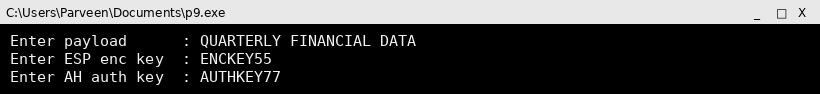 C:\Users\Parveen\Documents\p9.exe _ □ X
Enter payload      : QUARTERLY FINANCIAL DATA
Enter ESP enc key  : ENCKEY55
Enter AH auth key  : AUTHKEY77